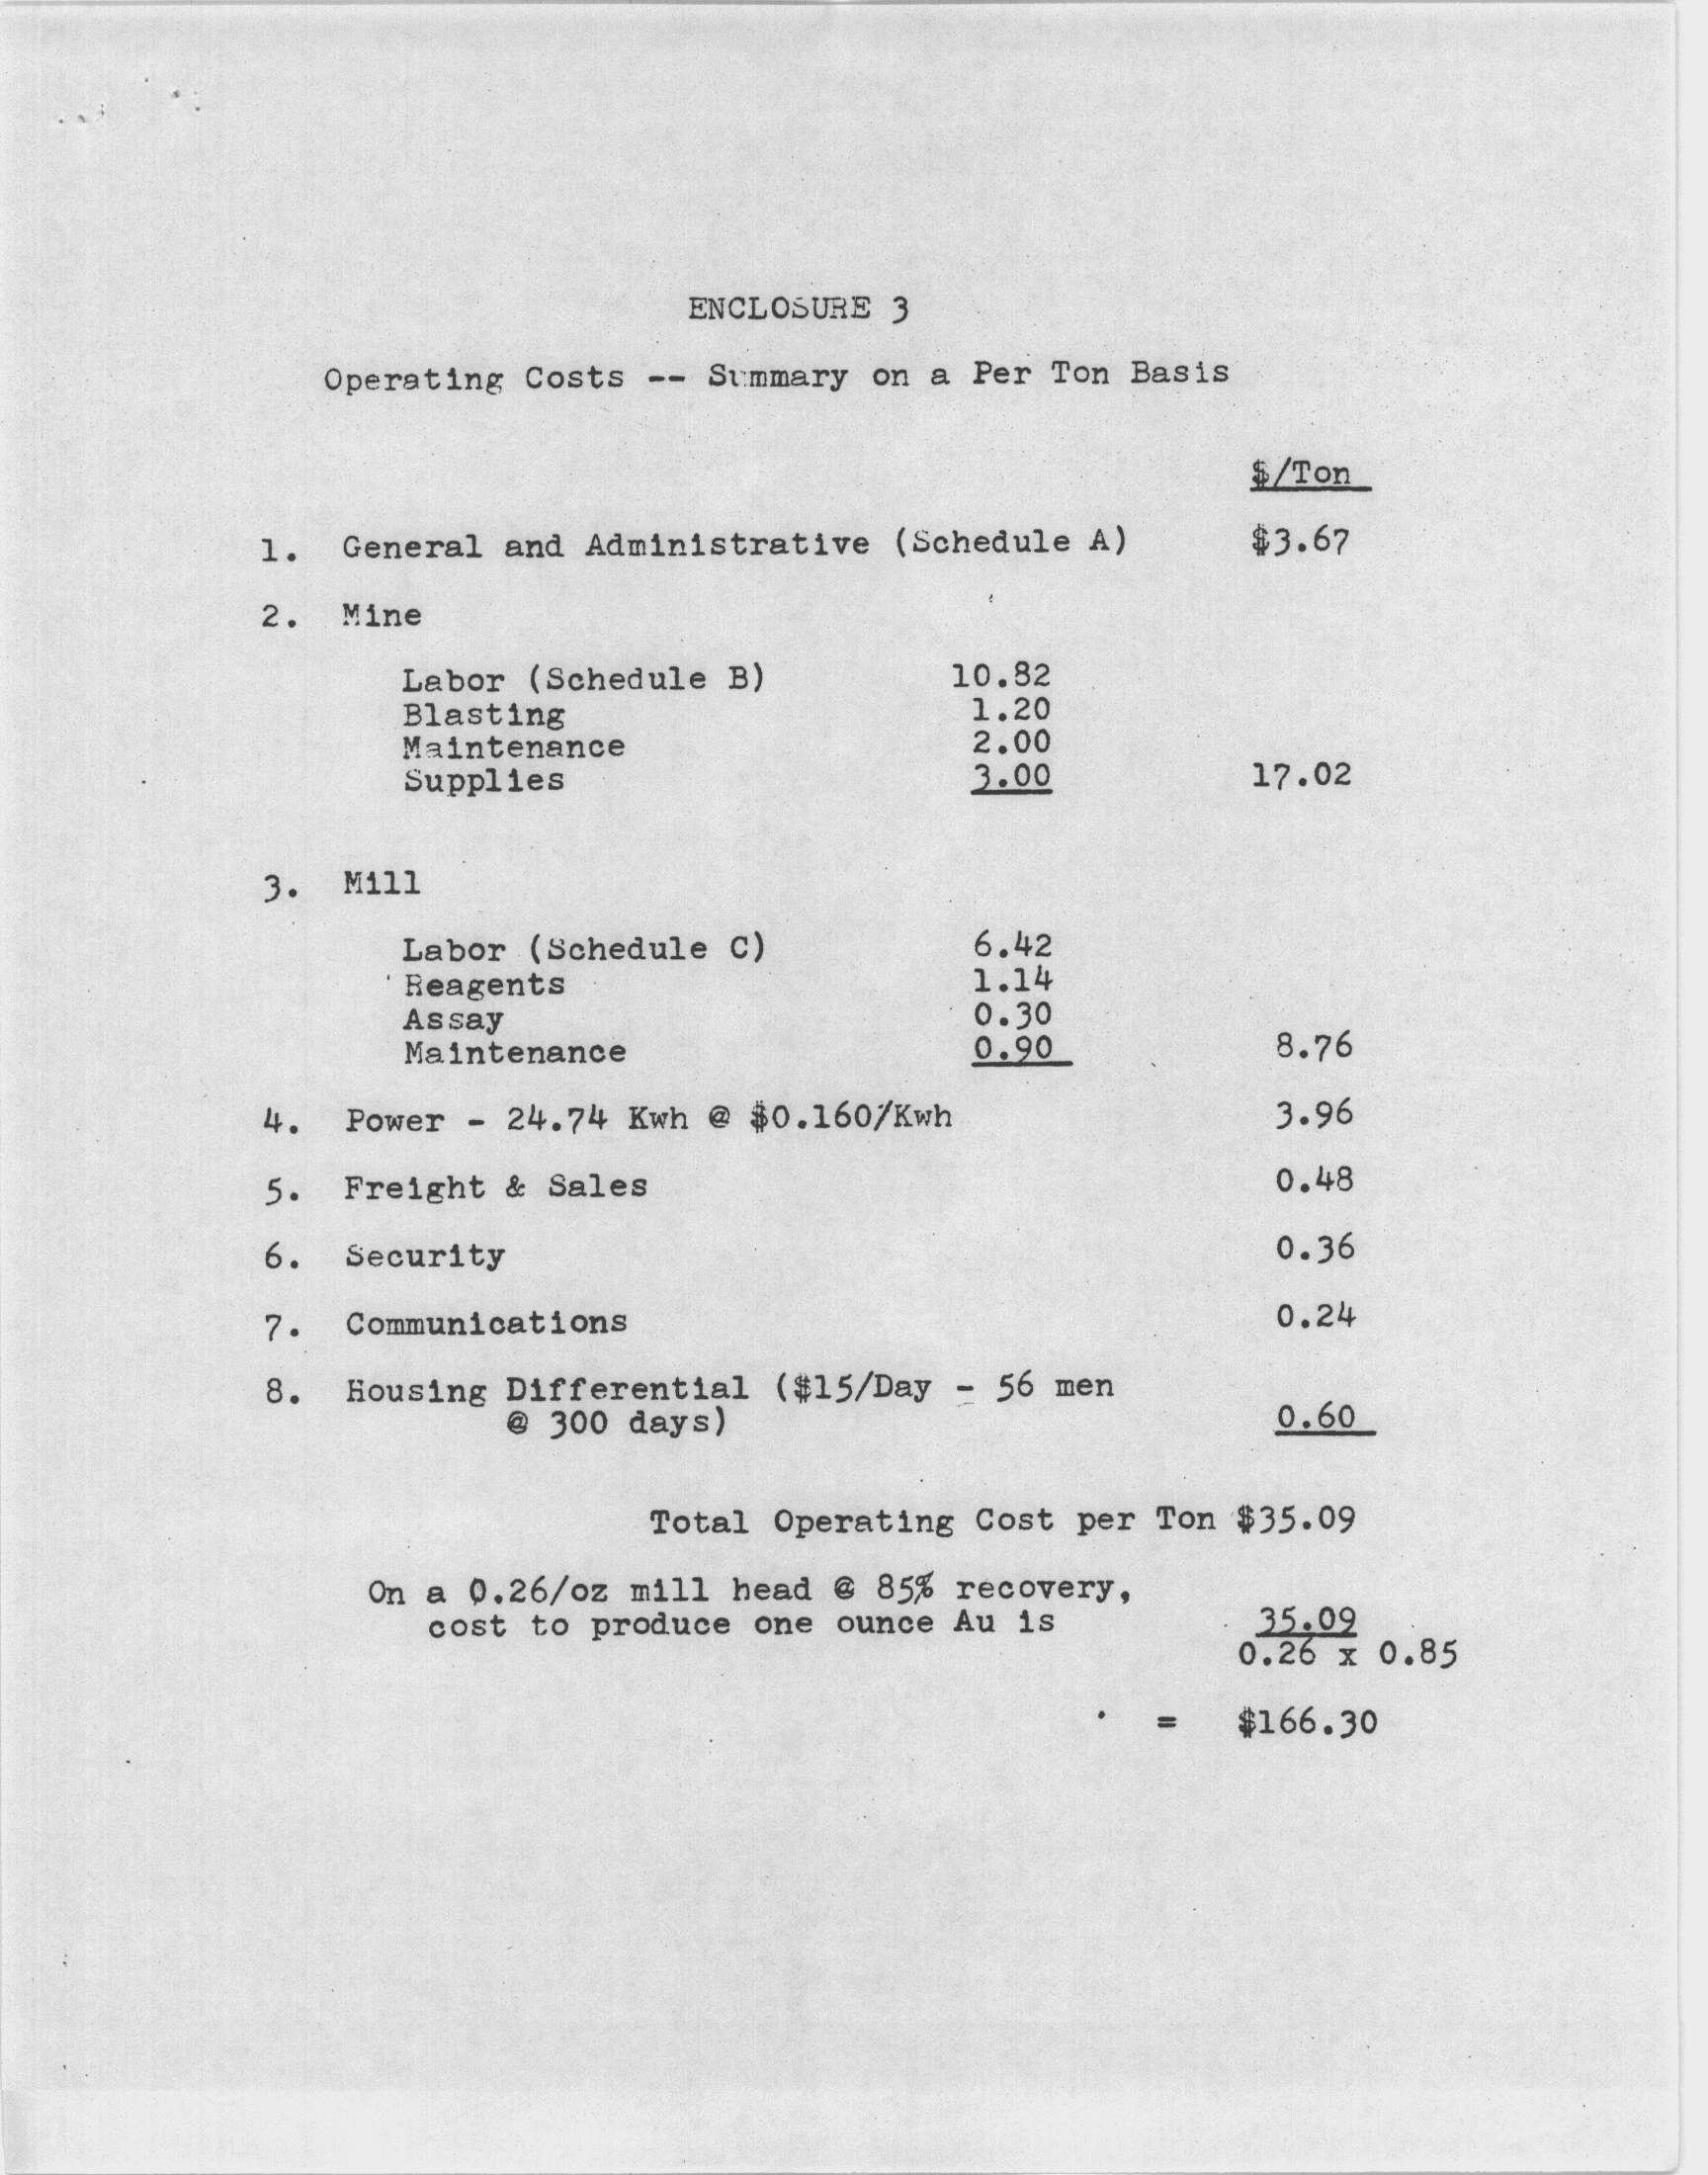 ENCLOSURE 3
Operating Costs -- Summary on a Per Ton Basis
$/Ton
1. General and Administrative (Schedule A) $3.67
2. Mine
Labor (Schedule B) 10.82
Blasting 1.20
Maintenance 2.00
Supplies 3.00 17.02
3. Mill
Labor (Schedule C) 6.42
Reagents 1.14
Assay 0.30
Maintenance 0.90 8.76
4. Power - 24.74 Kwh @ $0.160/Kwh 3.96
5. Freight & Sales 0.48
6. Security 0.36
7. Communications 0.24
8. Housing Differential ($15/Day - 56 men
@ 300 days) 0.60
Total Operating Cost per Ton $35.09
On a 0.26/oz mill head @ 85% recovery,
cost to produce one ounce Au is 35.09
0.26 x 0.85
= $166.30